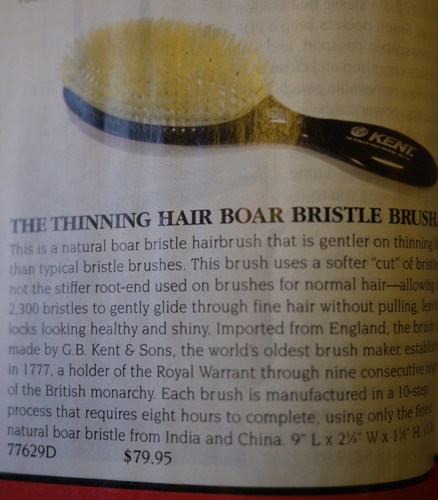 KENT
THE THINNING HAIR BOAR BRISTLE BRUSH
This is a natural boar bristle hairbrush that is gentler on thinning
than typical bristle brushes. This brush uses a softer "cut" of bristle
not the stiffer root-end used on brushes for normal hair—allowing
2,300 bristles to gently glide through fine hair without pulling,
locks looking healthy and shiny. Imported from England, the brush
made by G.B. Kent & Sons, the world's oldest brush maker,
in 1777, a holder of the Royal Warrant through nine consecutive
of the British monarchy. Each brush is manufactured in a 10-step
process that requires eight hours to complete, using only the finest
natural boar bristle from India and China. 9" L x 2¾" W x 1½" H.
77629D $79.95